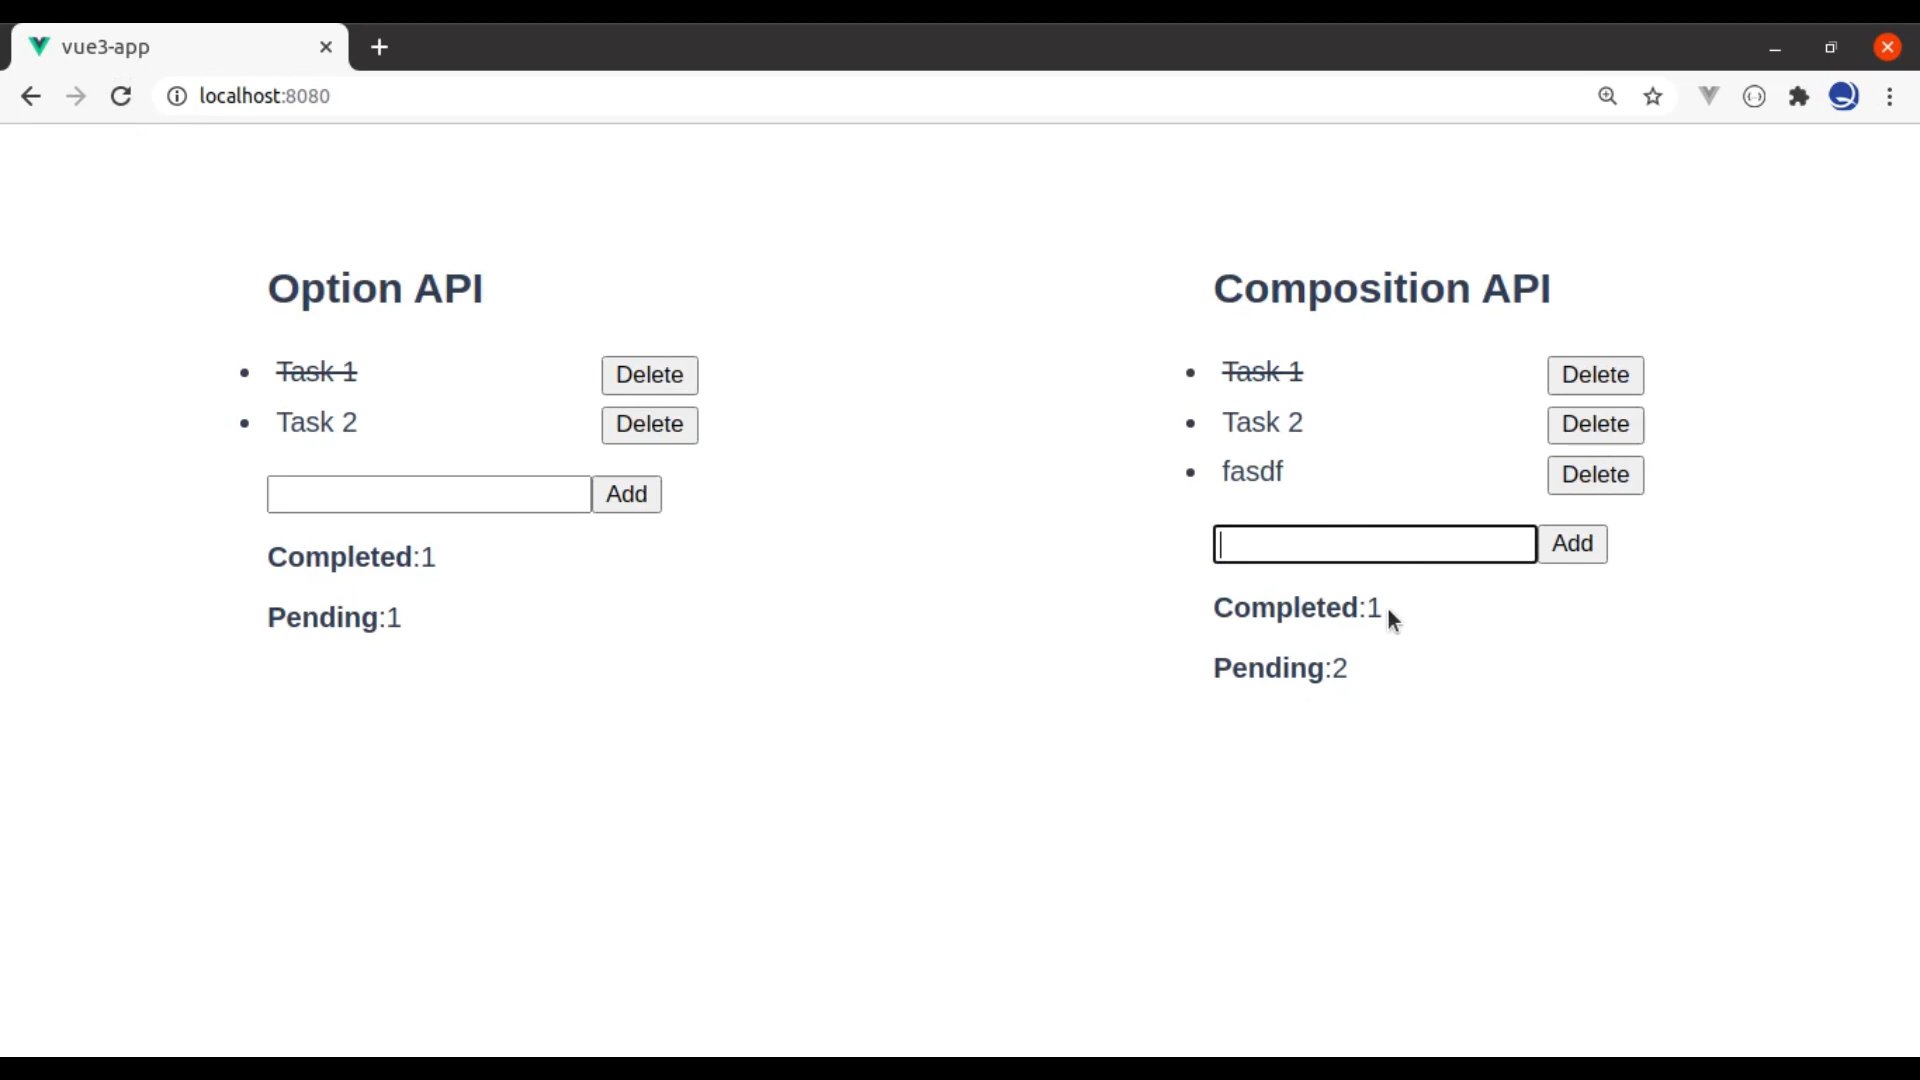 vue3-app
localhost:8080
Option API
Task 1 Delete
Task 2 Delete
Add
Completed:1
Pending:1
Composition API
Task 1 Delete
Task 2 Delete
fasdf Delete
Add
Completed:1
Pending:2